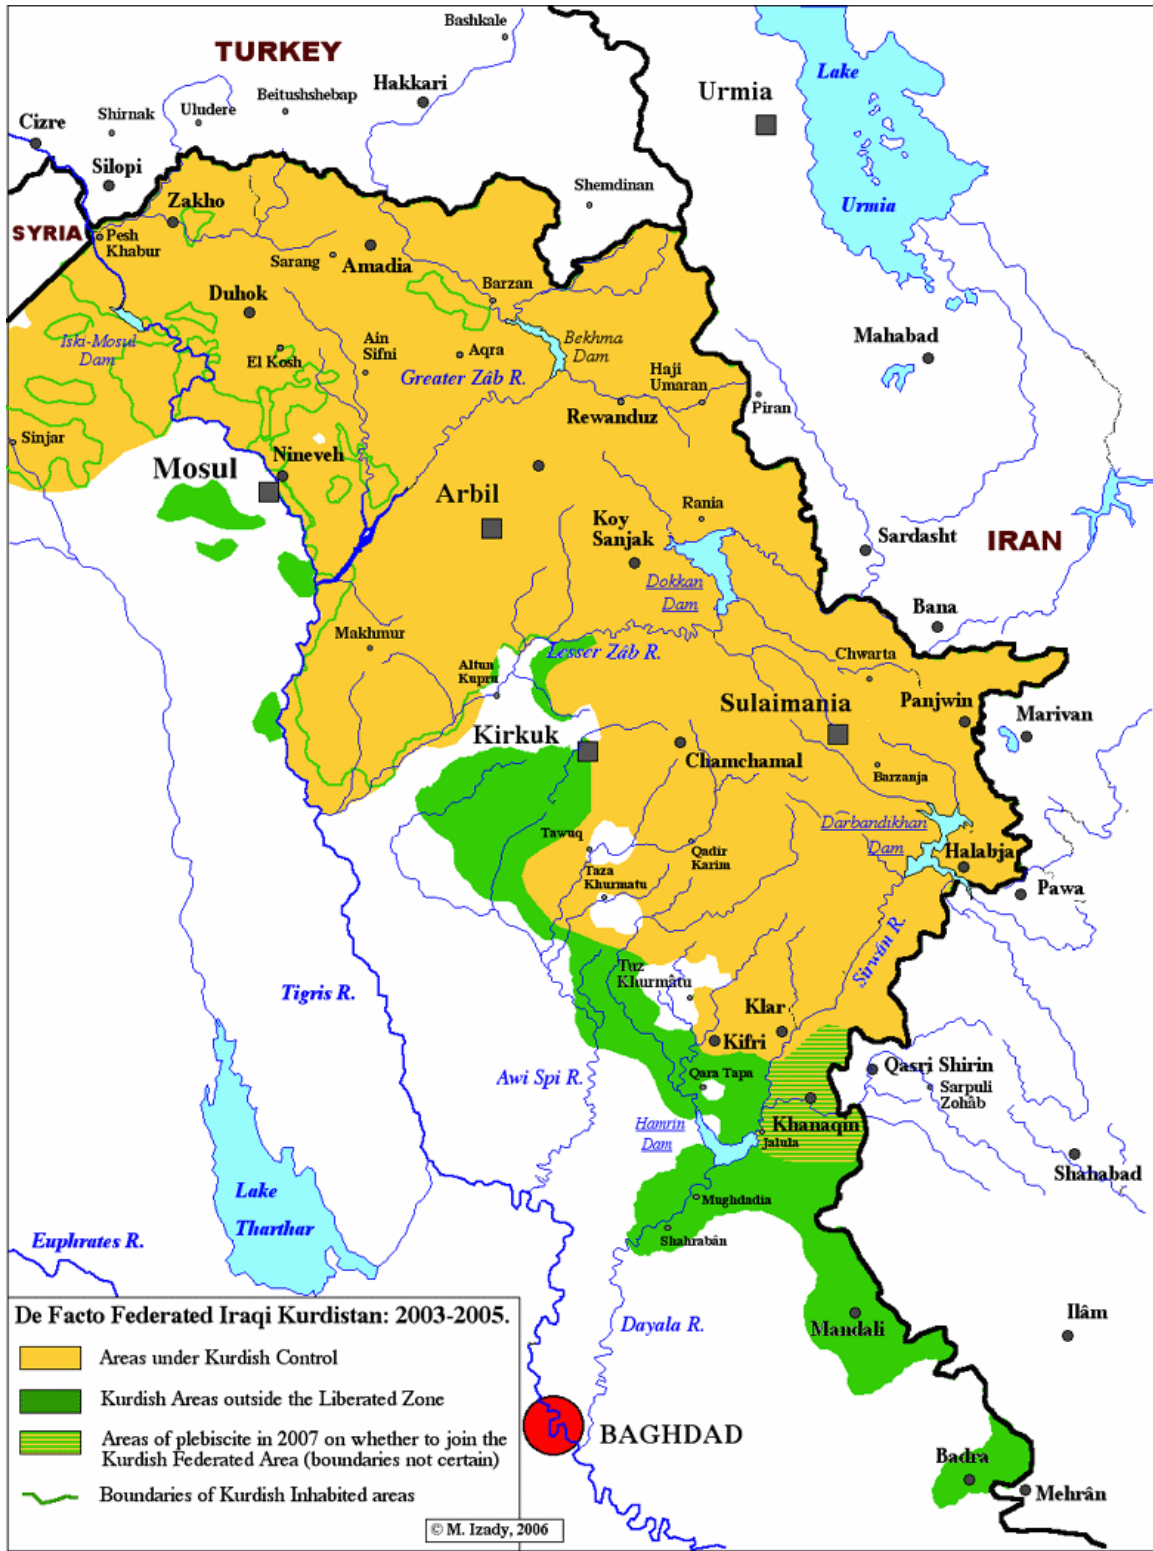 Bashkale
TURKEY
Hakkari
Beitushshebap
Uludere
Shirnak
Cizre
Silopi
Urmia
Lake
Urmia
Shemdinan
SYRIA
Pesh
Khabur
Zakho
Sarang
Amadia
Barzan
Duhok
Iski-Mosul
Dam
El Kosh
Ain
Sifni
Aqra
Bekhma
Dam
Greater Zâb R.
Haji
Umaran
Rewanduz
Piran
Mahabad
Sinjar
Mosul
Nineveh
Arbil
Koy
Sanjak
Rania
Dokkan
Dam
Sardasht
IRAN
Bana
Makhmur
Altun
Kupru
Lesser Zâb R.
Chwarta
Sulaimania
Panjwin
Marivan
Kirkuk
Chamchamal
Barzanja
Darbandikhan
Dam
Halabja
Pawa
Tawuq
Qadir
Karim
Taza
Khurmatu
Sirwán R.
Tuz
Khurmâtu
Klar
Kifri
Tigris R.
Awi Spi R.
Qara Tapa
Qasri Shirin
Sarpuli
Zohâb
Hamrin
Dam
Khanaqin
Jalula
Shahabad
Mughdadia
Shahrabân
Lake
Tharthar
Euphrates R.
Dayala R.
Mandali
Ilâm
BAGHDAD
Badra
Mehrân
De Facto Federated Iraqi Kurdistan: 2003-2005.
Areas under Kurdish Control
Kurdish Areas outside the Liberated Zone
Areas of plebiscite in 2007 on whether to join the
Kurdish Federated Area (boundaries not certain)
Boundaries of Kurdish Inhabited areas
© M. Izady, 2006